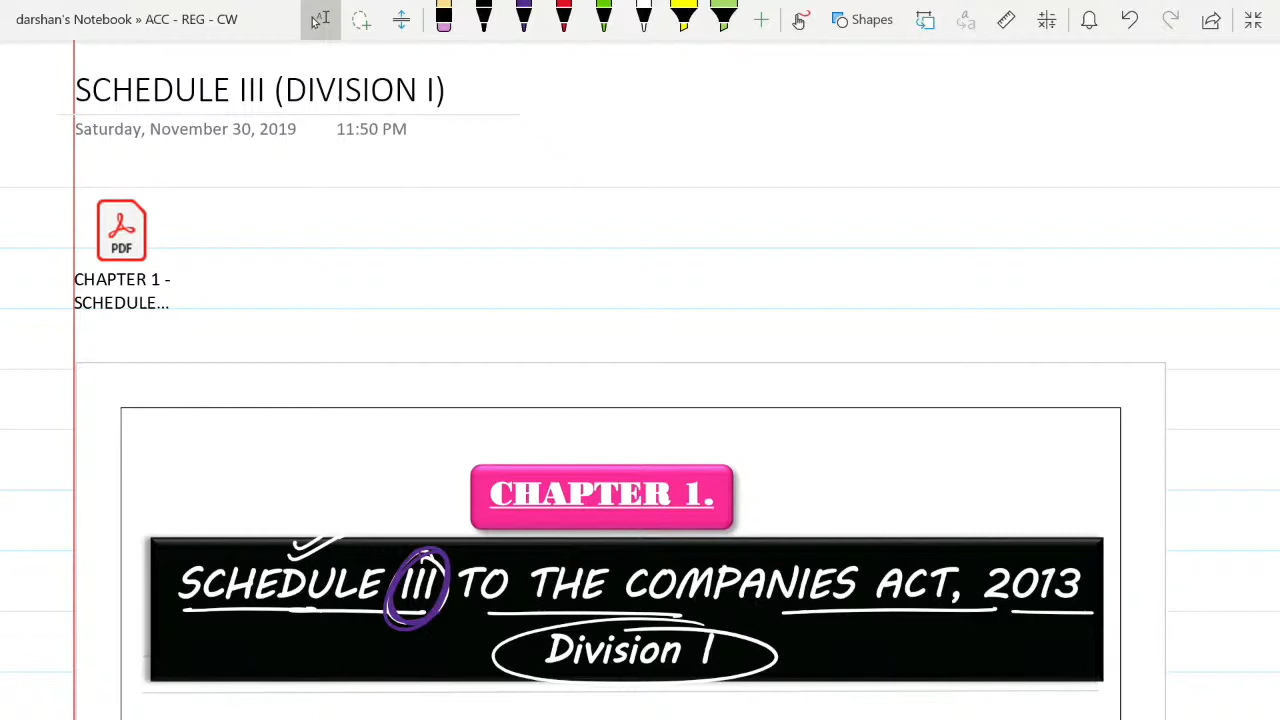 darshan's Notebook » ACC - REG - CW
Shapes
SCHEDULE III (DIVISION I)
Saturday, November 30, 2019 11:50 PM
PDF
CHAPTER 1 -
SCHEDULE...
CHAPTER 1.
SCHEDULE III TO THE COMPANIES ACT, 2013
Division I